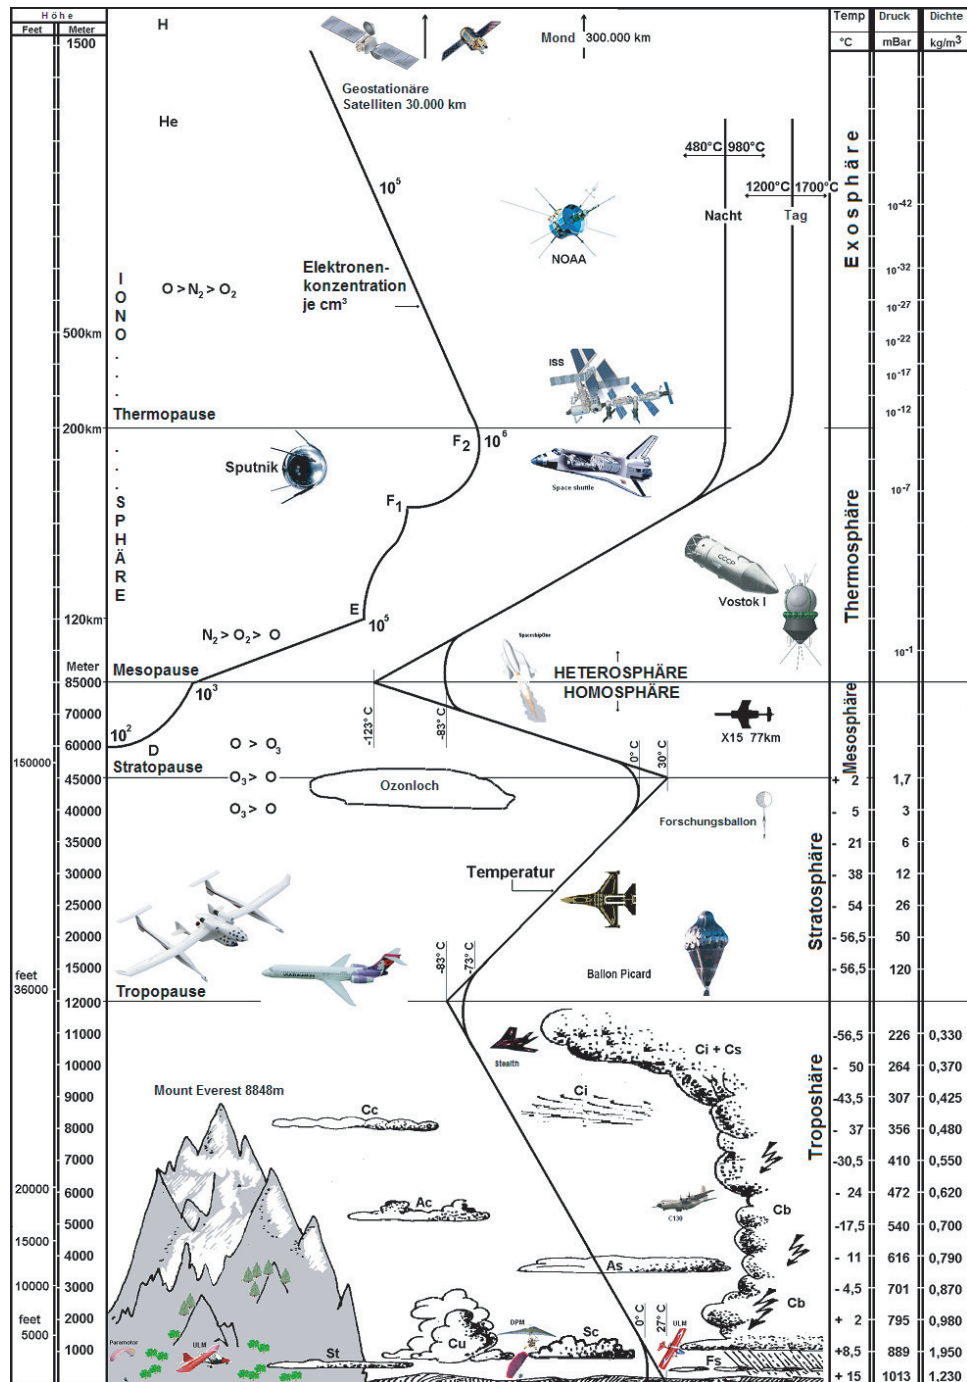 Höhe
Feet Meter
Temp Druck Dichte
°C mBar kg/m³
1500
H
Mond 300.000 km
Geostationäre
Satelliten 30.000 km
He
480°C 980°C
10⁵
1200°C 1700°C
Exosphäre
10⁻⁴²
Nacht Tag
NOAA
Elektronen-
konzentration
je cm³
10⁻³²
IONO...
O > N₂ > O₂
10⁻²⁷
500km
10⁻²²
ISS
10⁻¹⁷
Thermopause
10⁻¹²
200km
F₂ 10⁶
Sputnik
Space shuttle
10⁻⁷
F₁
...SPHÄRE
Thermosphäre
CCCP
Vostok I
E
10⁵
120km
N₂ > O₂ > O
SpaceshipOne
10⁻¹
Meter
Mesopause
HETEROSPHÄRE
HOMOSPHÄRE
85000
10³
70000
-123° C -83° C
X15 77km
Mesosphäre
10²
D
60000
O > O₃
0° C 30° C
150000
Stratopause
45000
O₃ > O
Ozonloch
+ 2 1,7
40000
O₃ > O
Forschungsballon
- 5 3
35000 - 21 6
Stratosphäre
30000
Temperatur
- 38 12
25000 - 54 26
20000 - 56,5 50
-83° C -73° C
15000
Ballon Picard
- 56,5 120
feet
36000
Tropopause
12000
11000
Stealth
Ci + Cs
-56,5 226 0,330
10000 - 50 264 0,370
Troposhäre
Mount Everest 8848m
9000
Ci
-43,5 307 0,425
Cc
8000 - 37 356 0,480
7000 -30,5 410 0,550
20000
6000 - 24 472 0,620
Ac
C130
Cb
5000 -17,5 540 0,700
15000
4000 - 11 616 0,790
As
10000
3000 - 4,5 701 0,870
Cb
feet
2000 + 2 795 0,980
5000
0° C 27° C
DPM
ULM
Paramotor
ULM
Cu
Sc
1000 +8,5 889 1,950
St
Fs
+ 15 1013 1,230